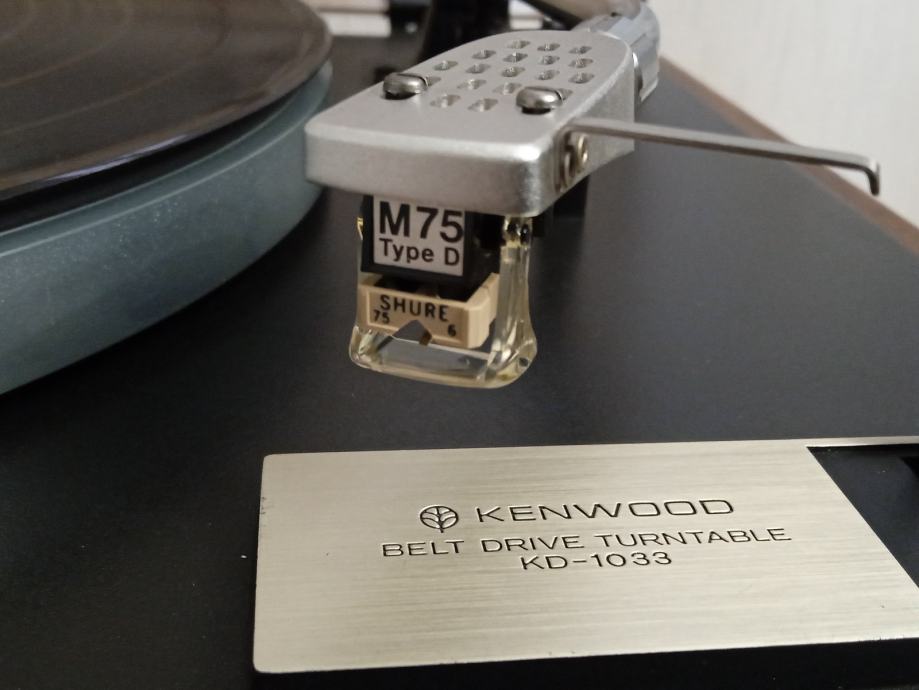 M75
Type D
SHURE
75 6
KENWOOD
BELT DRIVE TURNTABLE
KD-1033